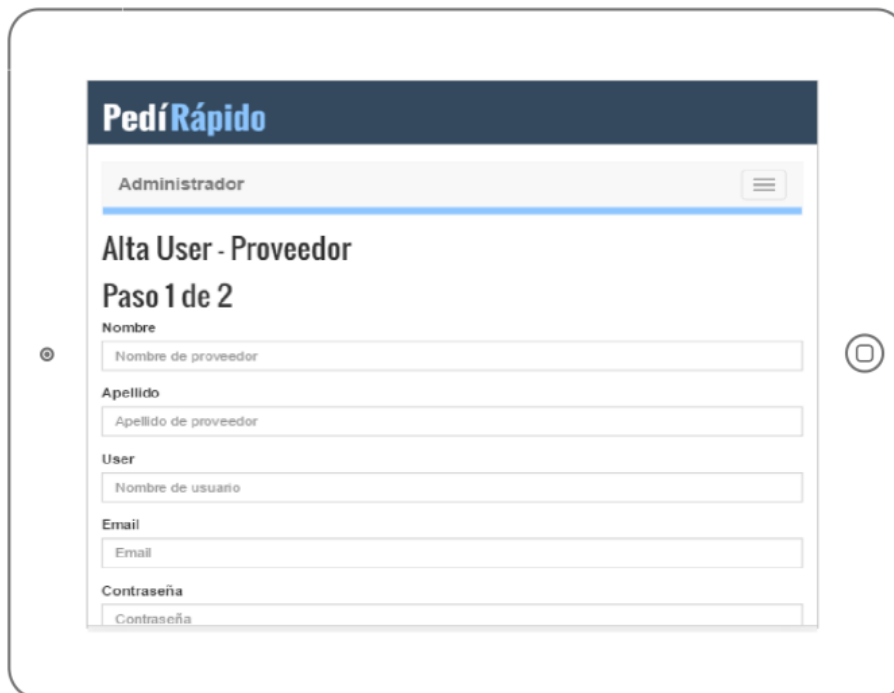 PedíRápido
Administrador
Alta User - Proveedor
Paso 1 de 2
Nombre
Nombre de proveedor
Apellido
Apellido de proveedor
User
Nombre de usuario
Email
Email
Contraseña
Contraseña